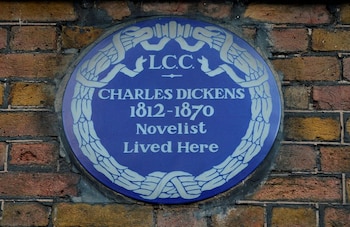 L.C.C.
CHARLES DICKENS
1812-1870
Novelist
Lived Here